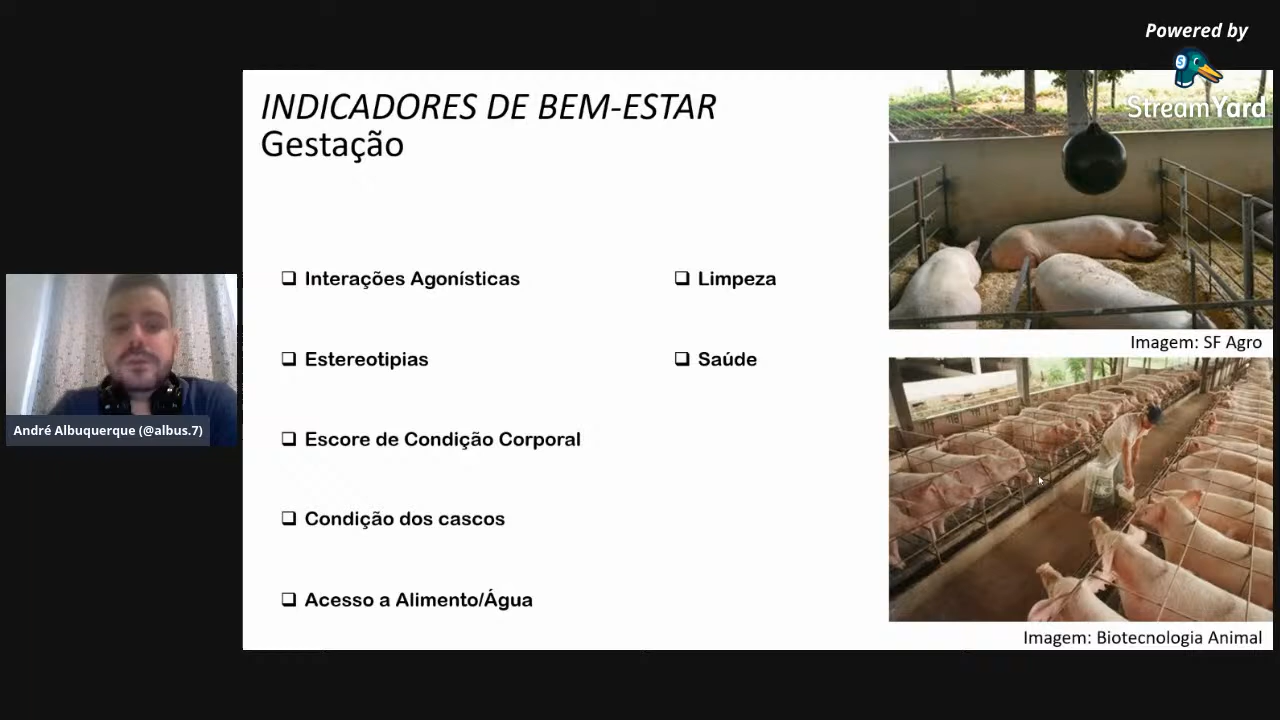 Powered by
StreamYard
INDICADORES DE BEM-ESTAR
Gestação
❑ Interações Agonísticas
❑ Estereotipias
❑ Escore de Condição Corporal
❑ Condição dos cascos
❑ Acesso a Alimento/Água
❑ Limpeza
❑ Saúde
Imagem: SF Agro
Imagem: Biotecnologia Animal
André Albuquerque (@albus.7)